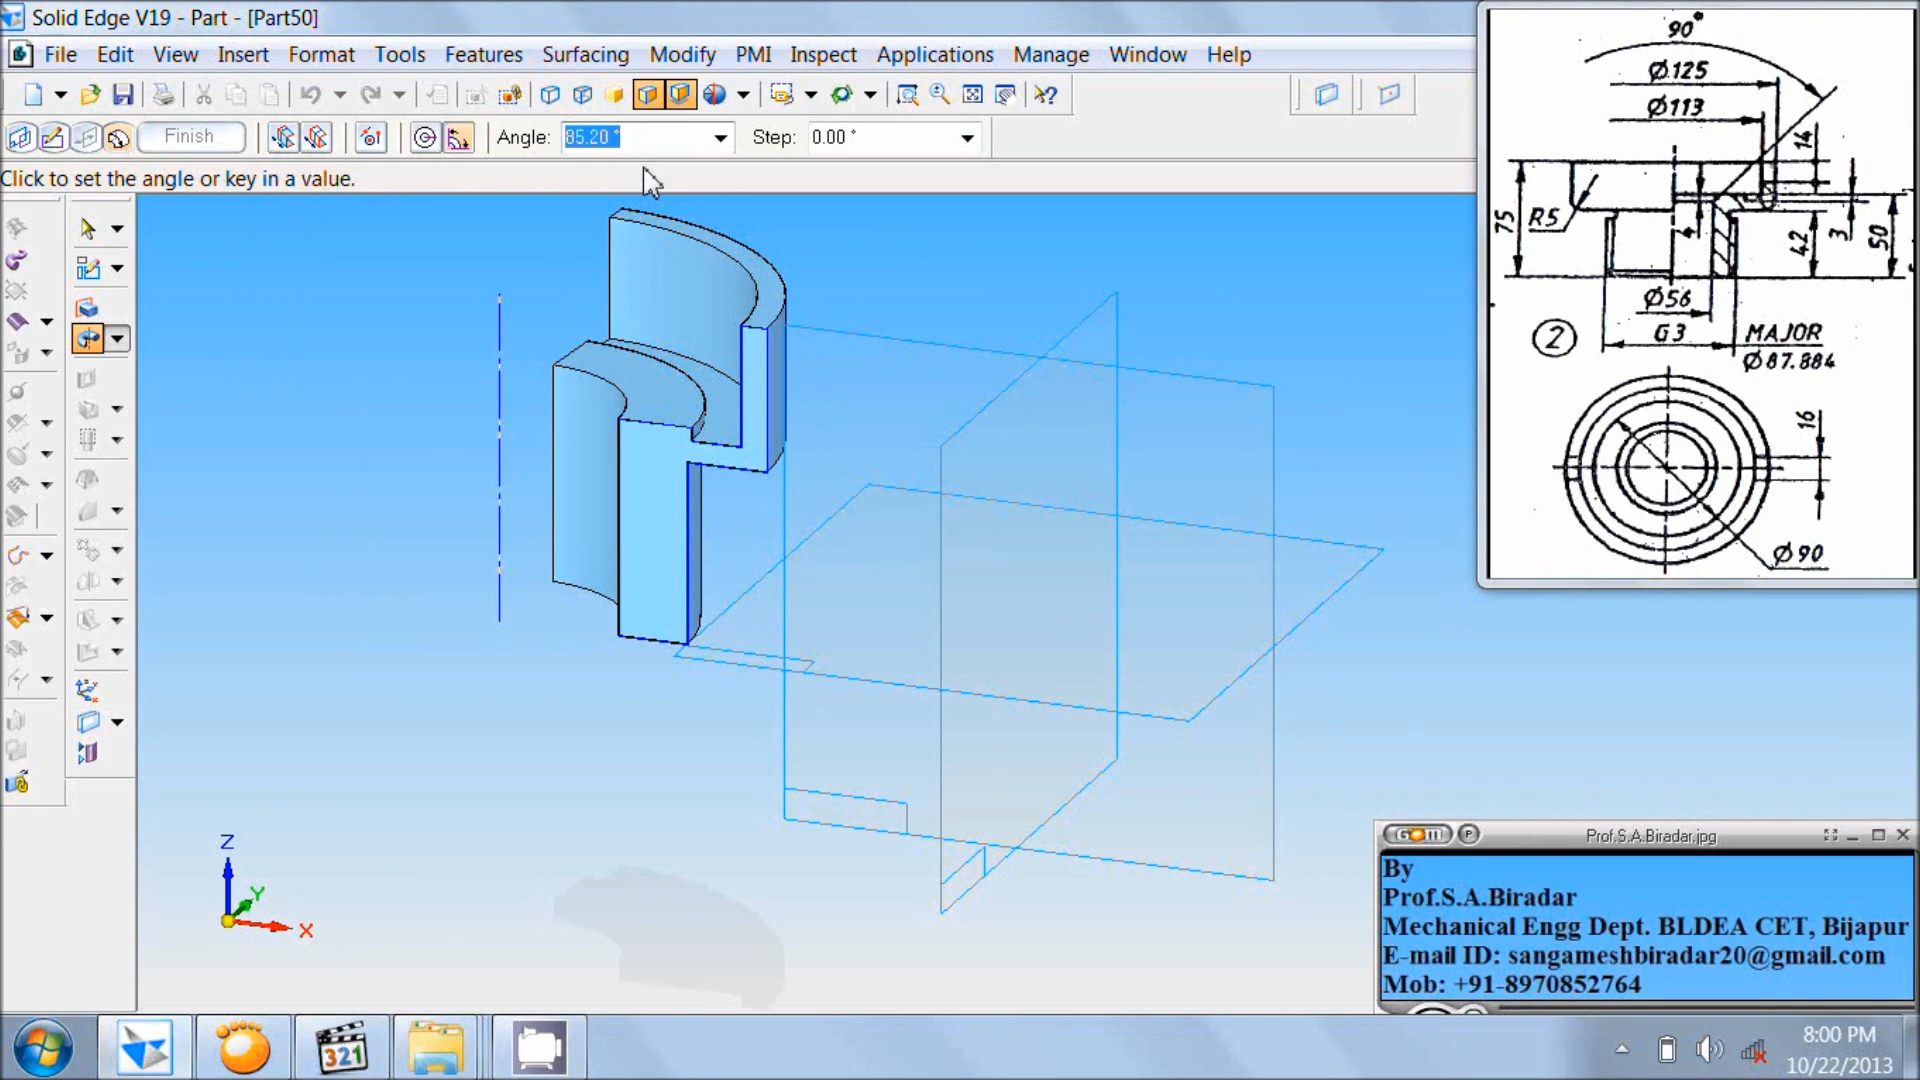 Solid Edge V19 - Part - [Part50]
File Edit View Insert Format Tools Features Surfacing Modify PMI Inspect Applications Manage Window Help
Finish Angle: 85.20 ° Step: 0.00 °
Click to set the angle or key in a value.
90°
Ø125
Ø113
14
75
R5
4
42
3
50
Ø56
G3 MAJOR
Ø87.884
2
16
Ø90
Z
Y
X
Prof.S.A.Biradar.jpg
By
Prof.S.A.Biradar
Mechanical Engg Dept. BLDEA CET, Bijapur
E-mail ID: sangameshbiradar20@gmail.com
Mob: +91-8970852764
321
8:00 PM
10/22/2013